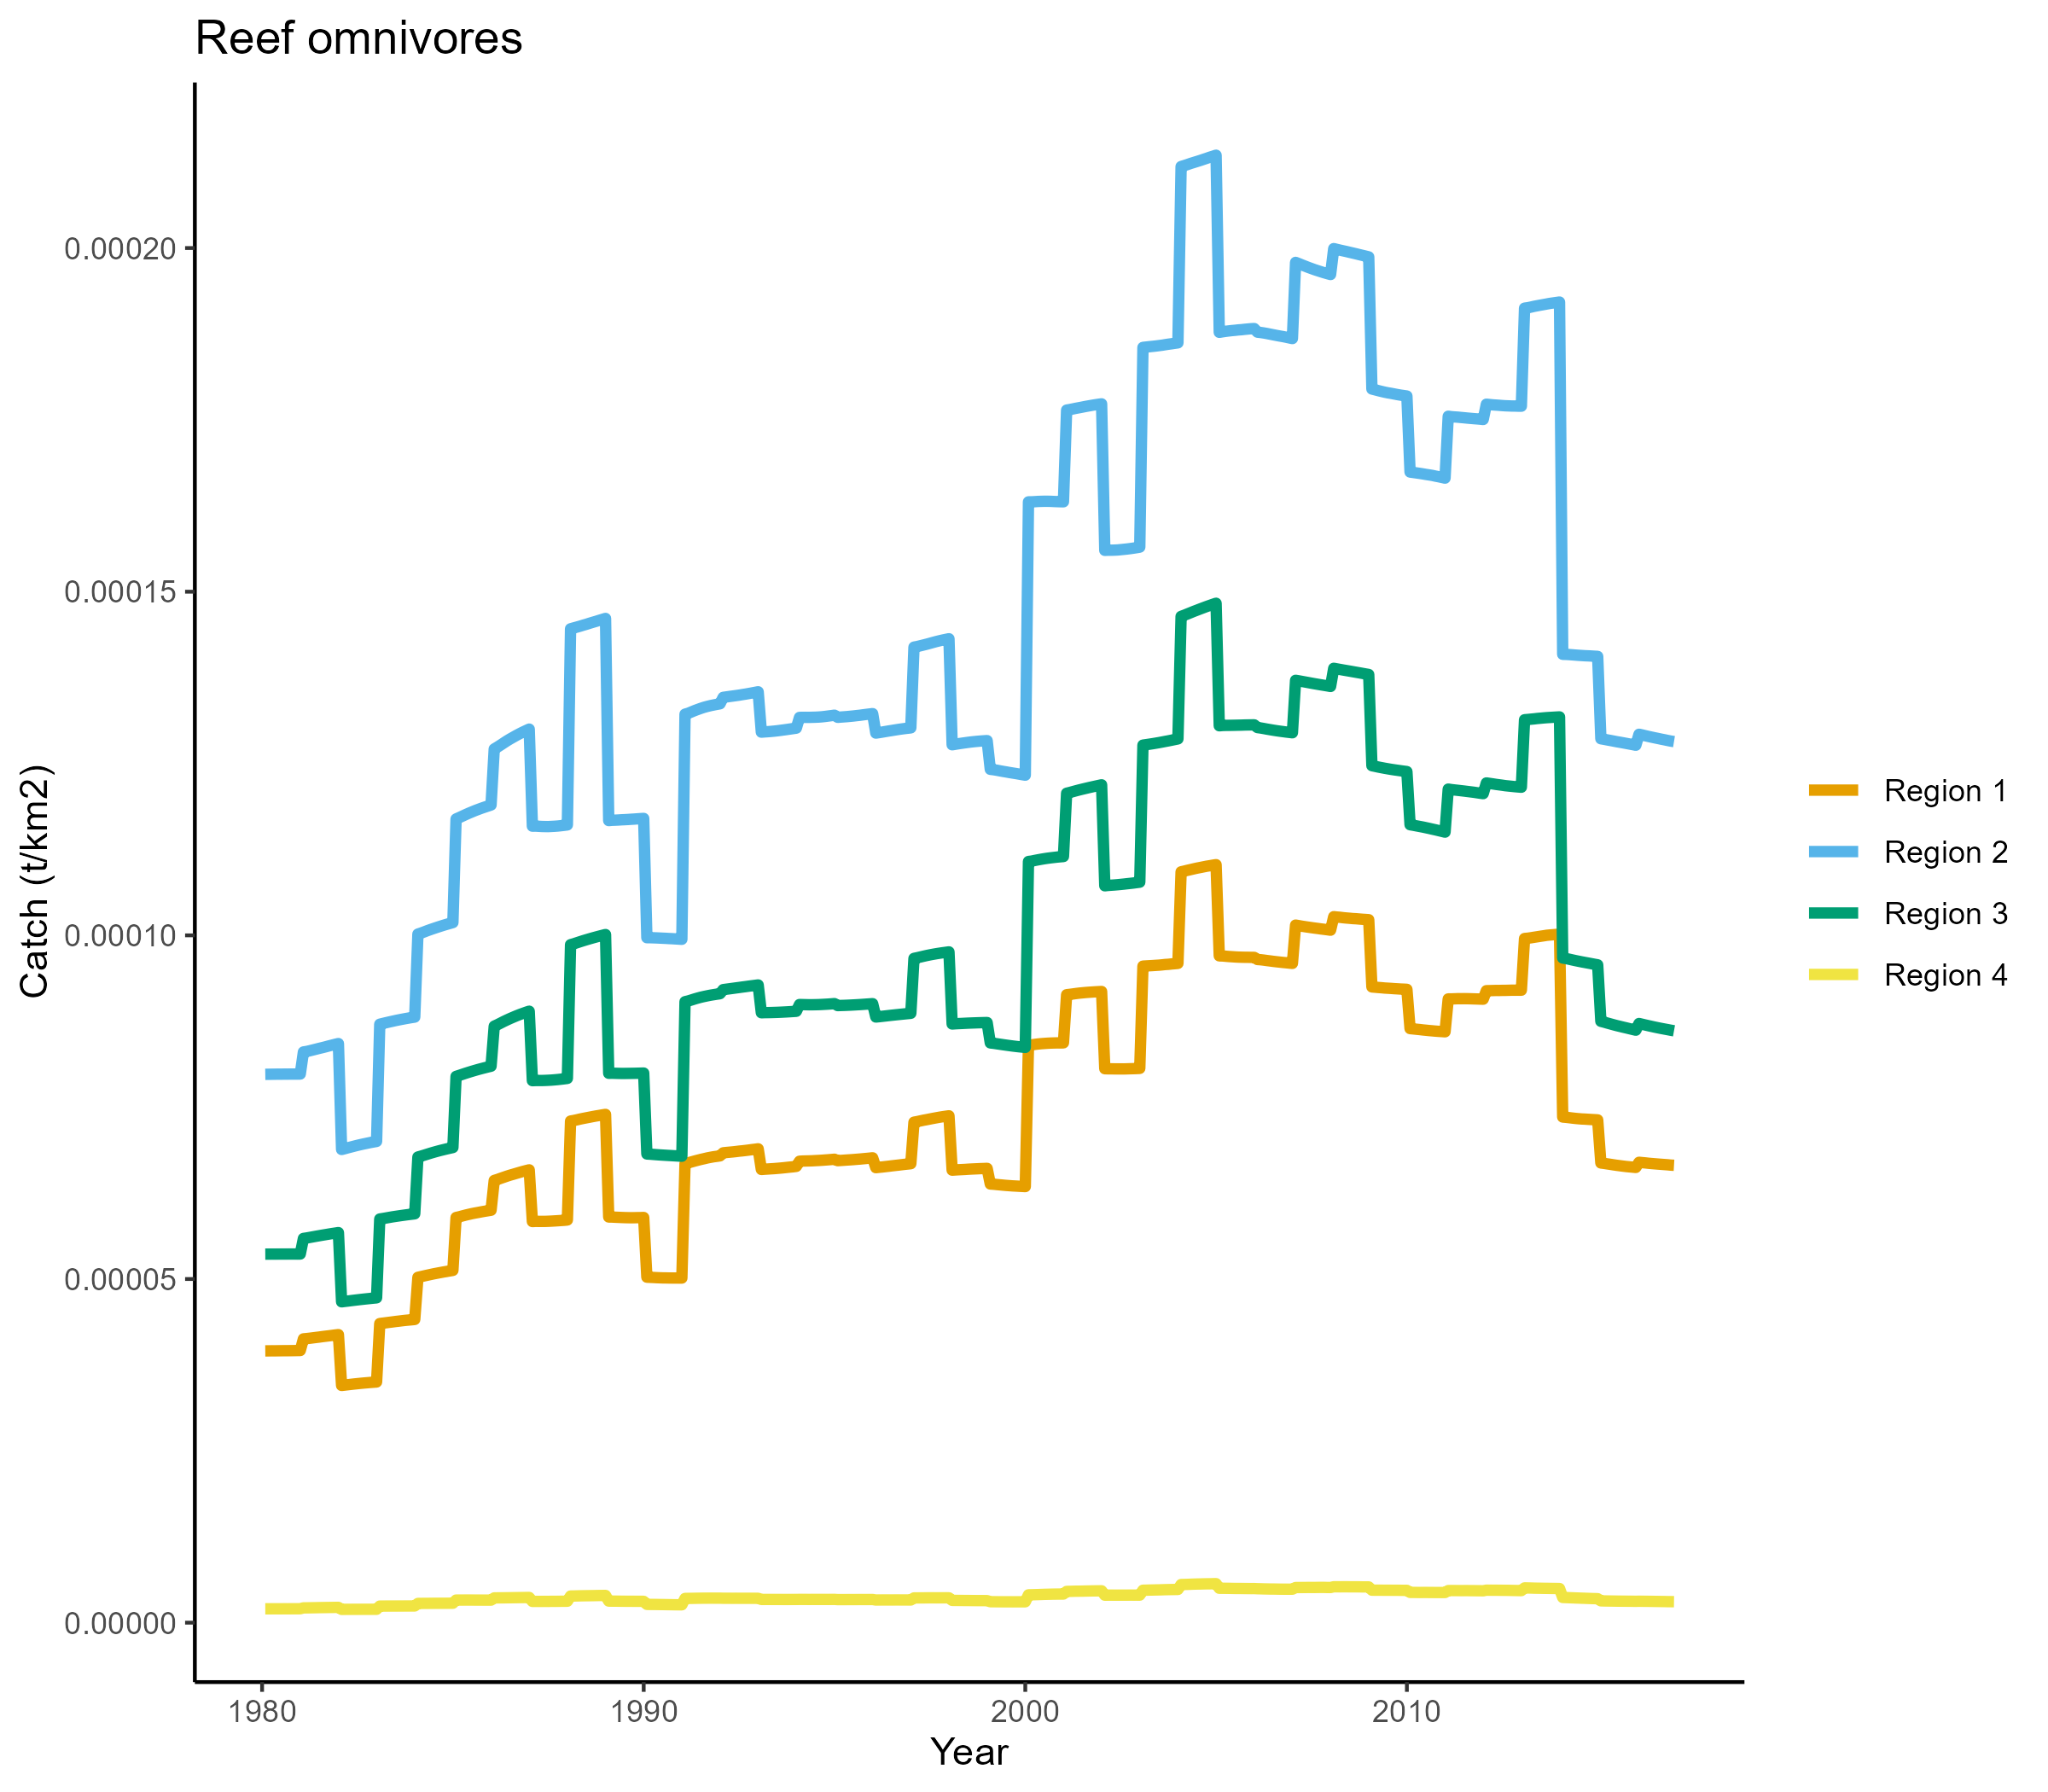 Reef omnivores
Catch (t/km2)
0.00020
0.00015
0.00010
0.00005
0.00000
1980 1990 2000 2010
Year
Region 1
Region 2
Region 3
Region 4